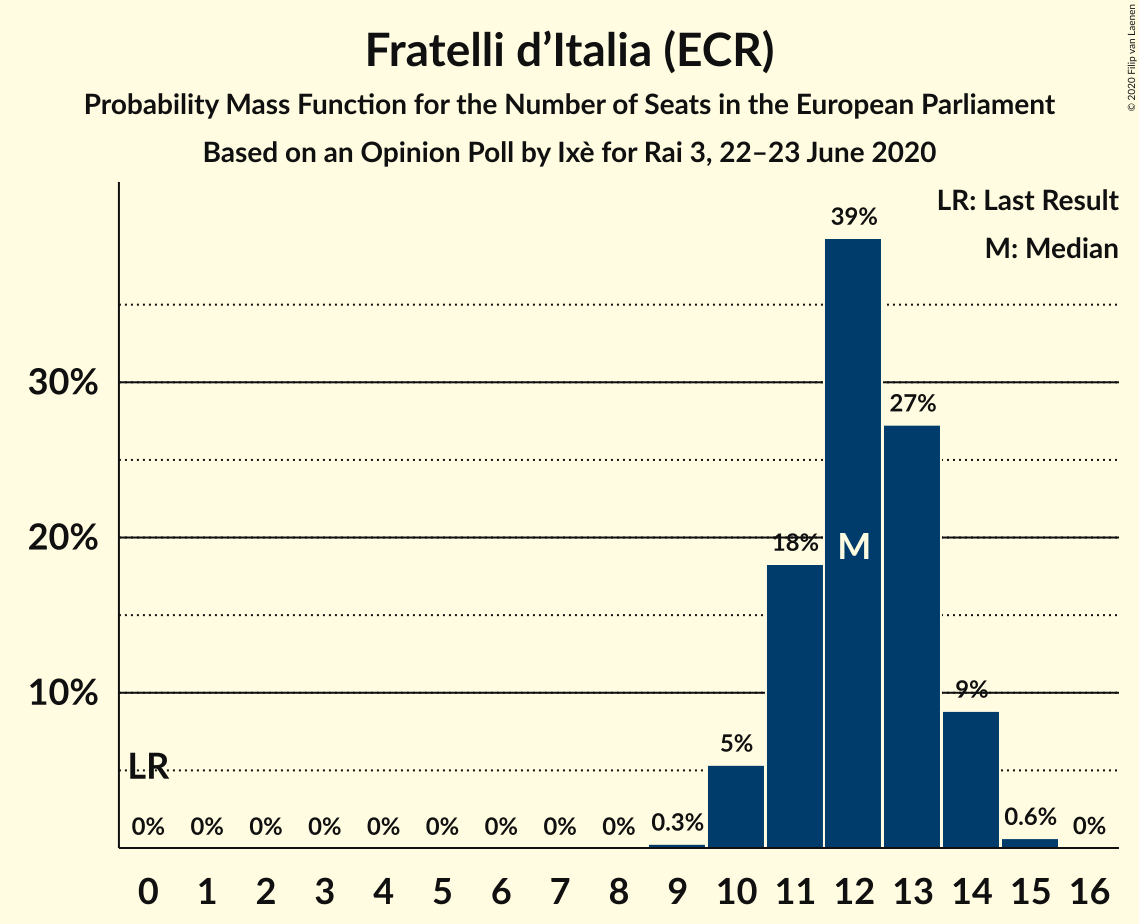 Fratelli d’Italia (ECR)
Probability Mass Function for the Number of Seats in the European Parliament
Based on an Opinion Poll by Ixè for Rai 3, 22–23 June 2020
© 2020 Filip van Laenen
LR: Last Result
M: Median
39%
30%
27%
20%
18%
M
10%
9%
5%
LR
0% 0% 0% 0% 0% 0% 0% 0% 0% 0.3% 0.6% 0%
0 1 2 3 4 5 6 7 8 9 10 11 12 13 14 15 16